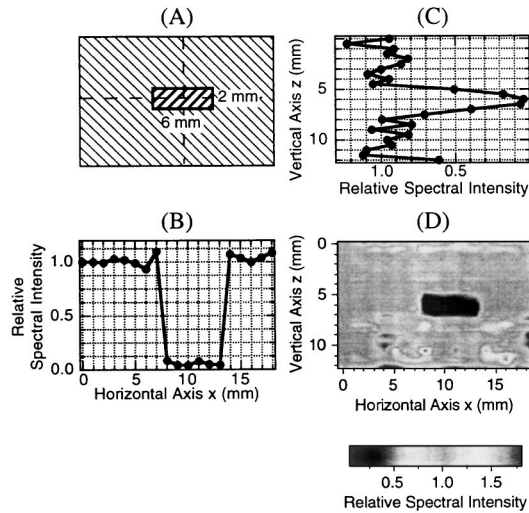 (A)
2 mm
6 mm
(C)
Vertical Axis z (mm)
0
5
10
1.0
0.5
Relative Spectral Intensity
(B)
Relative
Spectral Intensity
1.0
0.5
0.0
0
5
10
15
Horizontal Axis x (mm)
(D)
Vertical Axis z (mm)
0
5
10
0
5
10
15
Horizontal Axis x (mm)
0.5
1.0
1.5
Relative Spectral Intensity